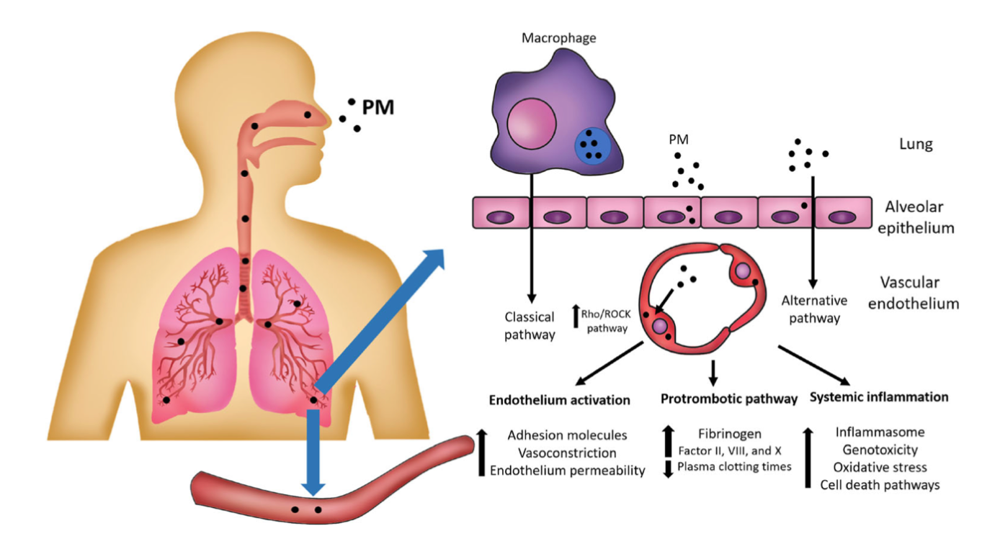 Macrophage
PM
PM
Lung
Alveolar
epithelium
Vascular
endothelium
Classical
pathway
Rho/ROCK
pathway
Alternative
pathway
Endothelium activation
Protrombotic pathway
Systemic inflammation
Adhesion molecules
Vasoconstriction
Endothelium permeability
Fibrinogen
Factor II, VIII, and X
Plasma clotting times
Inflammasome
Genotoxicity
Oxidative stress
Cell death pathways